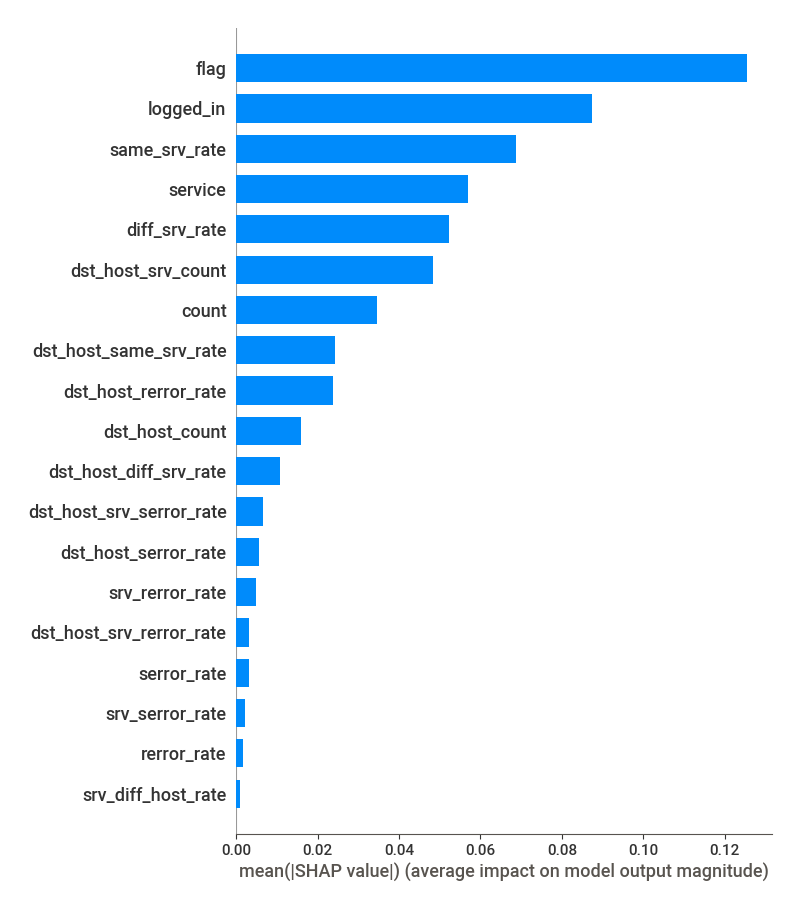 flag
logged_in
same_srv_rate
service
diff_srv_rate
dst_host_srv_count
count
dst_host_same_srv_rate
dst_host_rerror_rate
dst_host_count
dst_host_diff_srv_rate
dst_host_srv_serror_rate
dst_host_serror_rate
srv_rerror_rate
dst_host_srv_rerror_rate
serror_rate
srv_serror_rate
rerror_rate
srv_diff_host_rate
0.00 0.02 0.04 0.06 0.08 0.10 0.12
mean(|SHAP value|) (average impact on model output magnitude)